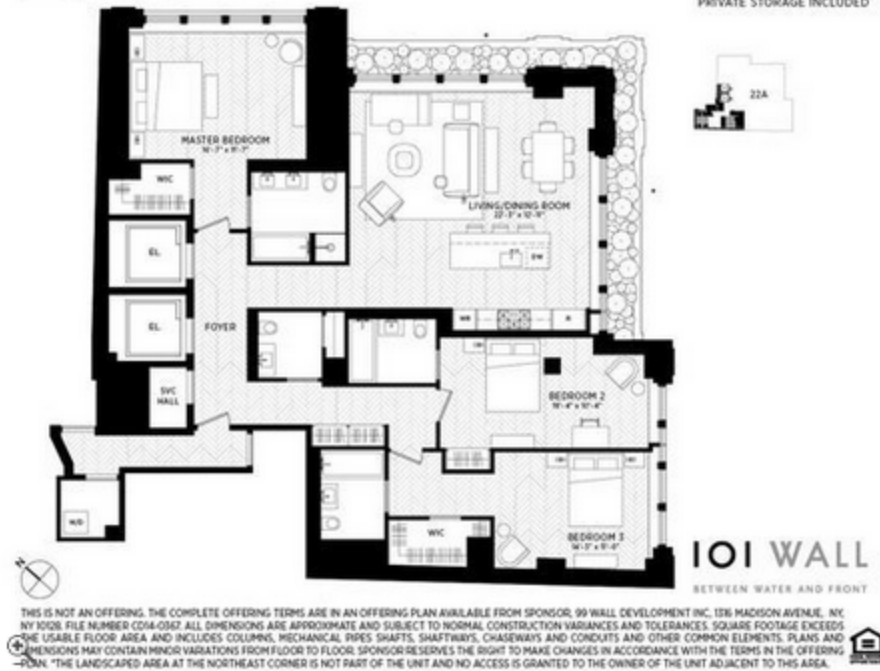 PRIVATE STORAGE INCLUDED
22A
MASTER BEDROOM
WIC
LIVING/DINING ROOM
22'-3" x 12'-11"
EL
DW
EL
FOYER
SVC
HALL
BEDROOM 2
WIC
BEDROOM 3
W/D
N
101 WALL
BETWEEN WATER AND FRONT
THIS IS NOT AN OFFERING. THE COMPLETE OFFERING TERMS ARE IN AN OFFERING PLAN AVAILABLE FROM SPONSOR, 99 WALL DEVELOPMENT INC, 1316 MADISON AVENUE, NY,
NY 10128. FILE NUMBER CD14-0367. ALL DIMENSIONS ARE APPROXIMATE AND SUBJECT TO NORMAL CONSTRUCTION VARIANCES AND TOLERANCES. SQUARE FOOTAGE EXCEEDS
THE USABLE FLOOR AREA AND INCLUDES COLUMNS, MECHANICAL PIPES SHAFTS, SHAFTWAYS, CHASEWAYS AND CONDUITS AND OTHER COMMON ELEMENTS. PLANS AND
DIMENSIONS MAY CONTAIN MINOR VARIATIONS FROM FLOOR TO FLOOR. SPONSOR RESERVES THE RIGHT TO MAKE CHANGES IN ACCORDANCE WITH THE TERMS IN THE OFFERING
PLAN. *THE LANDSCAPED AREA AT THE NORTHEAST CORNER IS NOT PART OF THE UNIT AND NO ACCESS IS GRANTED TO THE OWNER OF THE UNIT ADJACENT TO THIS AREA.